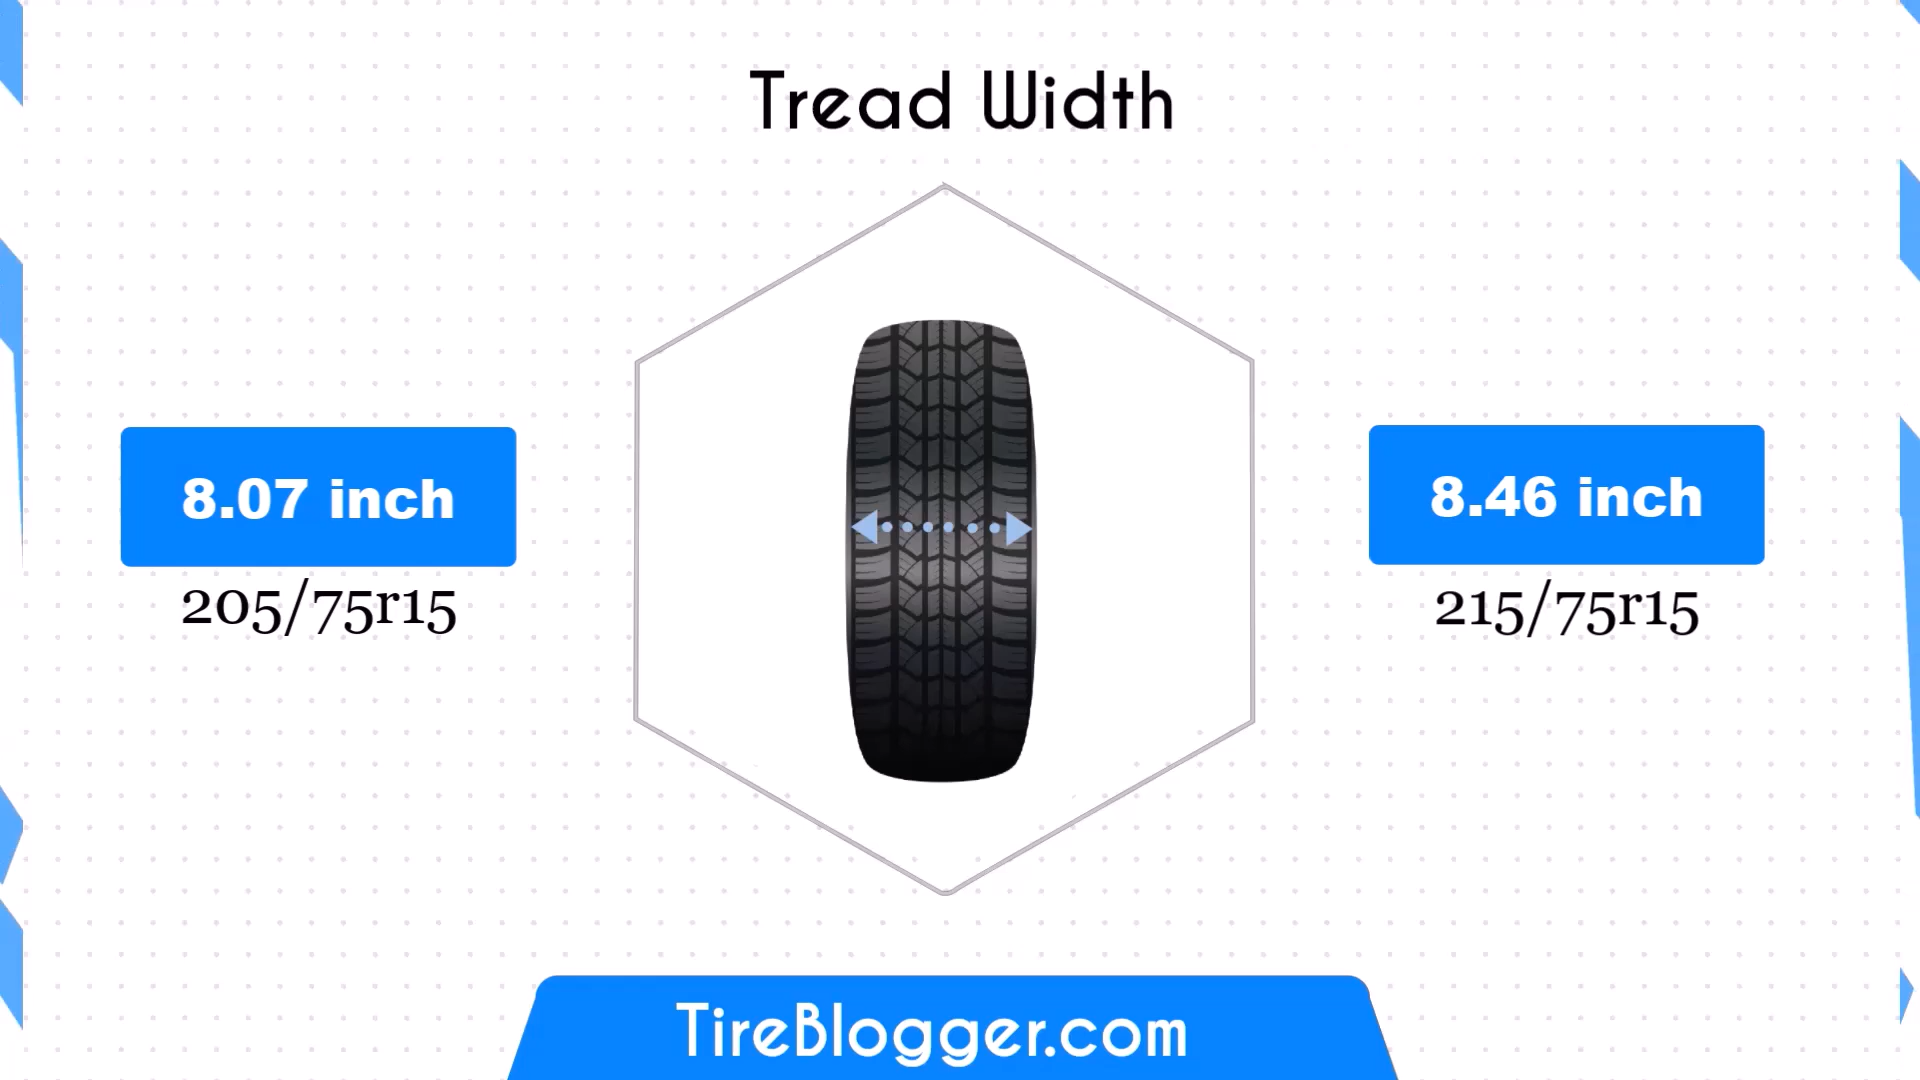 Tread Width
8.07 inch
205/75r15
8.46 inch
215/75r15
TireBlogger.com